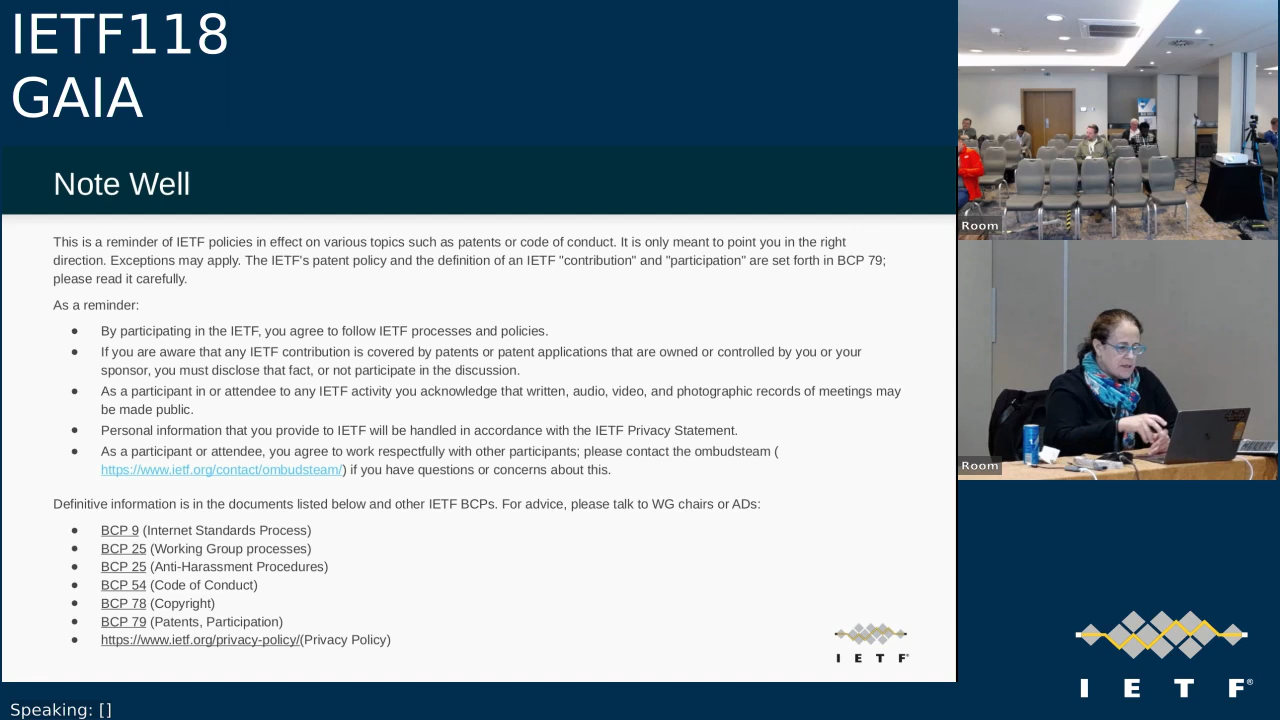 IETF118
GAIA
Note Well
This is a reminder of IETF policies in effect on various topics such as patents or code of conduct. It is only meant to point you in the right
direction. Exceptions may apply. The IETF's patent policy and the definition of an IETF "contribution" and "participation" are set forth in BCP 79;
please read it carefully.
As a reminder:
● By participating in the IETF, you agree to follow IETF processes and policies.
● If you are aware that any IETF contribution is covered by patents or patent applications that are owned or controlled by you or your
sponsor, you must disclose that fact, or not participate in the discussion.
● As a participant in or attendee to any IETF activity you acknowledge that written, audio, video, and photographic records of meetings may
be made public.
● Personal information that you provide to IETF will be handled in accordance with the IETF Privacy Statement.
● As a participant or attendee, you agree to work respectfully with other participants; please contact the ombudsteam (
https://www.ietf.org/contact/ombudsteam/) if you have questions or concerns about this.
Definitive information is in the documents listed below and other IETF BCPs. For advice, please talk to WG chairs or ADs:
● BCP 9 (Internet Standards Process)
● BCP 25 (Working Group processes)
● BCP 25 (Anti-Harassment Procedures)
● BCP 54 (Code of Conduct)
● BCP 78 (Copyright)
● BCP 79 (Patents, Participation)
● https://www.ietf.org/privacy-policy/(Privacy Policy)
I E T F®
Room
Room
I E T F®
Speaking: []